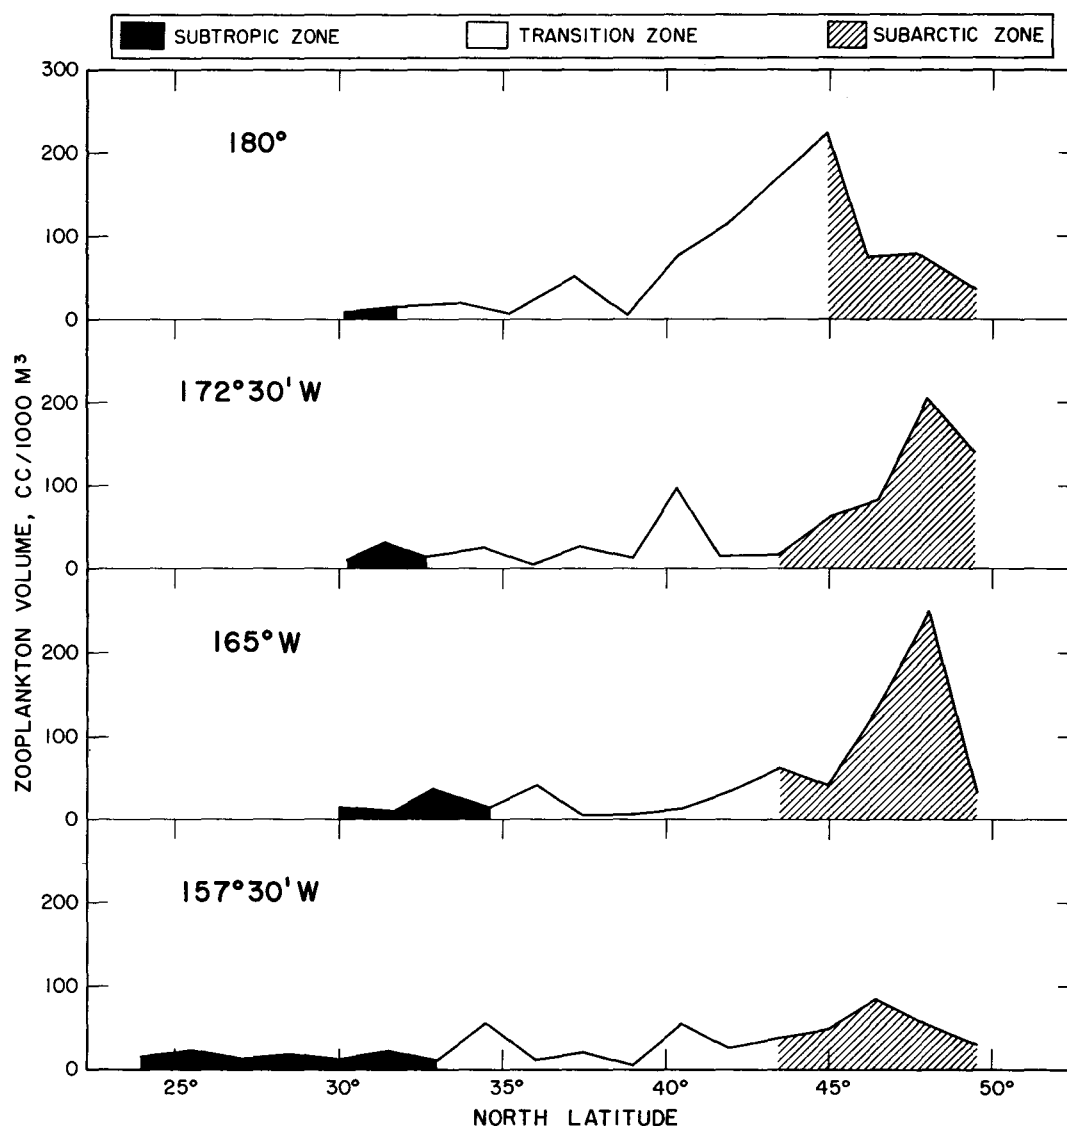 SUBTROPIC ZONE
TRANSITION ZONE
SUBARCTIC ZONE
ZOOPLANKTON VOLUME, CC/1000 M³
300
200
100
0
180°
200
100
0
172°30'W
200
100
0
165°W
200
100
0
157°30'W
25°
30°
35°
40°
45°
50°
NORTH LATITUDE